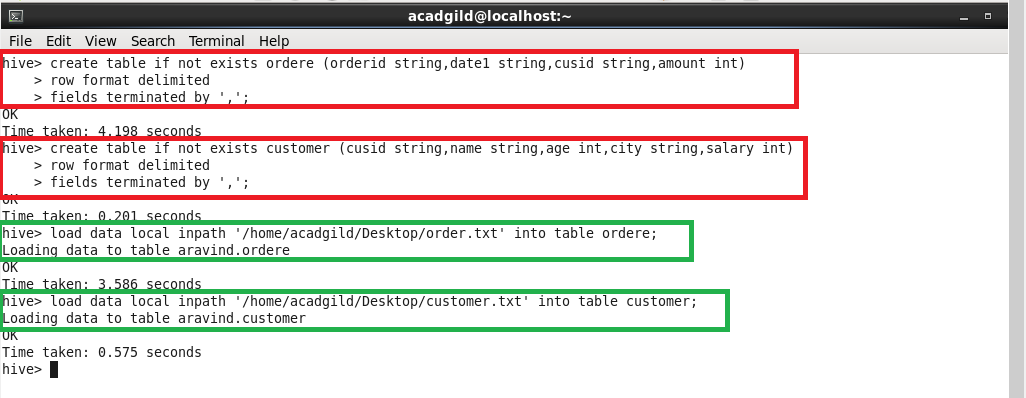 acadgild@localhost:~
File Edit View Search Terminal Help
hive> create table if not exists ordere (orderid string,date1 string,cusid string,amount int)
    > row format delimited
    > fields terminated by ',';
OK
Time taken: 4.198 seconds
hive> create table if not exists customer (cusid string,name string,age int,city string,salary int)
    > row format delimited
    > fields terminated by ',';
OK
Time taken: 0.201 seconds
hive> load data local inpath '/home/acadgild/Desktop/order.txt' into table ordere;
Loading data to table aravind.ordere
OK
Time taken: 3.586 seconds
hive> load data local inpath '/home/acadgild/Desktop/customer.txt' into table customer;
Loading data to table aravind.customer
OK
Time taken: 0.575 seconds
hive>